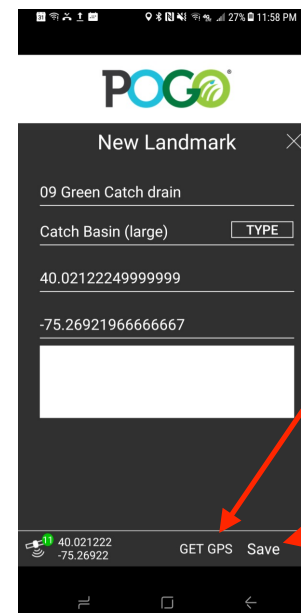 27% 11:58 PM
POGO
New Landmark
09 Green Catch drain
Catch Basin (large) TYPE
40.02122249999999
-75.26921966666667
11 40.021222
-75.26922
GET GPS Save